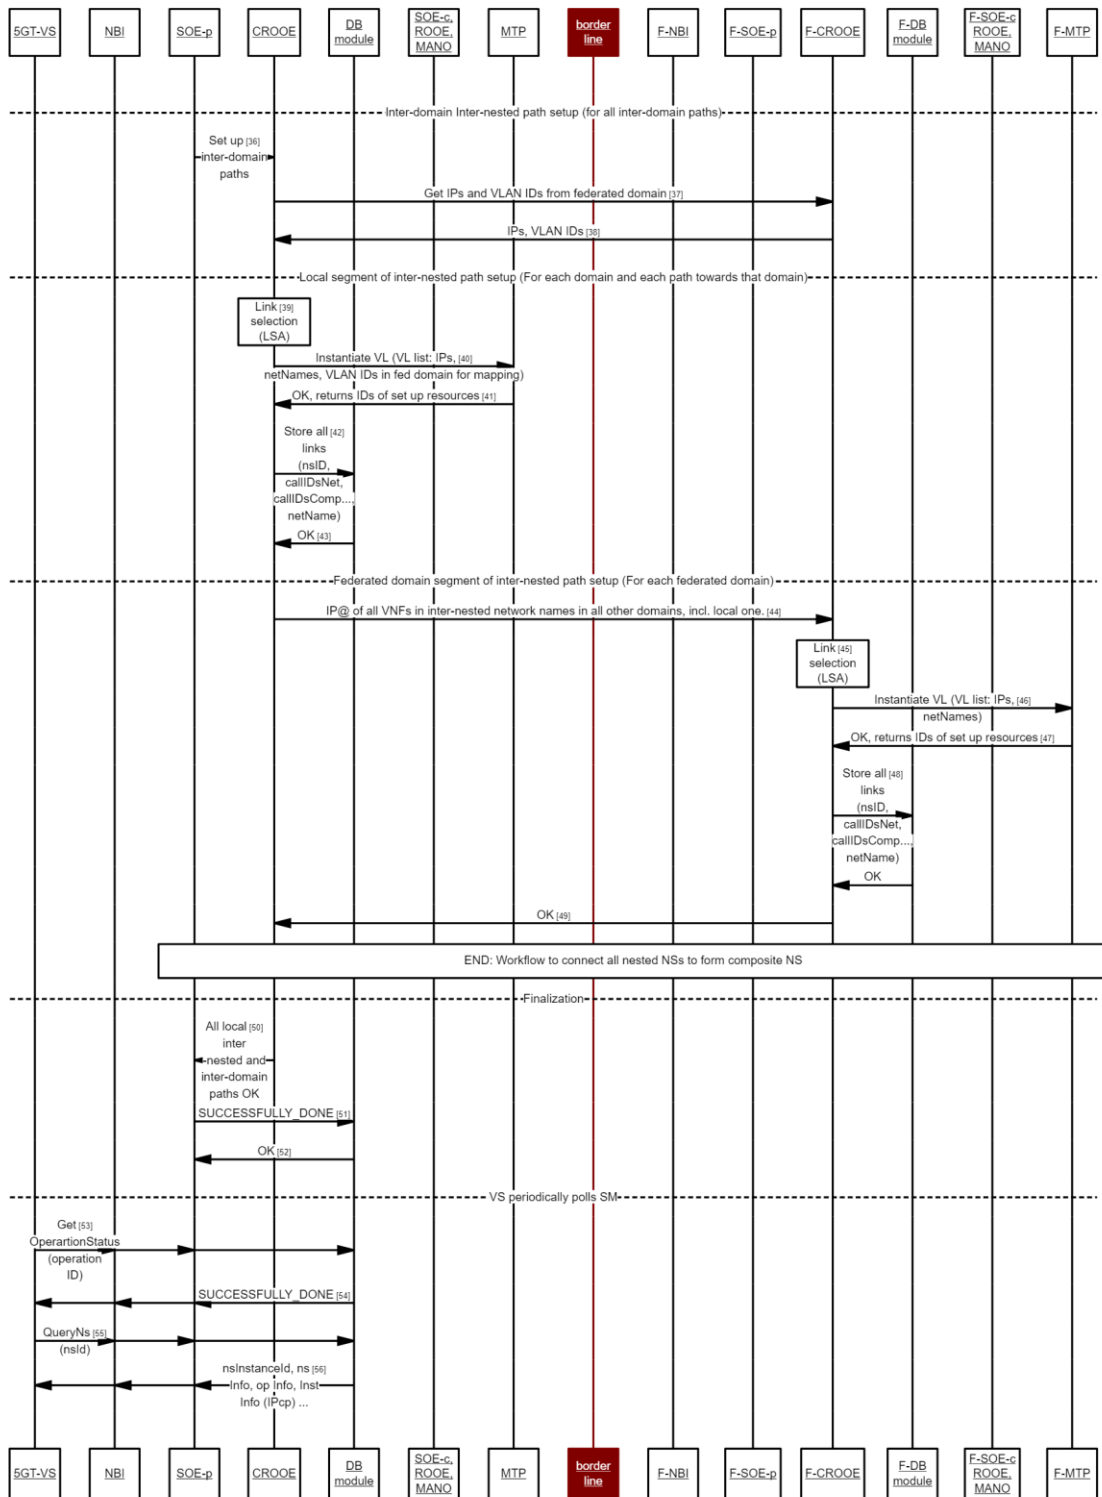 5GT-VS
NBI
SOE-p
CROOE
DB
module
SOE-c,
ROOE,
MANO
MTP
border
line
F-NBI
F-SOE-p
F-CROOE
F-DB
module
F-SOE-c
ROOE,
MANO
F-MTP
Inter-domain Inter-nested path setup (for all inter-domain paths)
Set up [36]
inter-domain
paths
Get IPs and VLAN IDs from federated domain [37]
IPs, VLAN IDs [38]
Local segment of inter-nested path setup (For each domain and each path towards that domain)
Link [39]
selection
(LSA)
Instantiate VL (VL list: IPs, [40]
netNames, VLAN IDs in fed domain for mapping)
OK, returns IDs of set up resources [41]
Store all [42]
links
(nsID,
callIDsNet,
callIDsComp...,
netName)
OK [43]
Federated domain segment of inter-nested path setup (For each federated domain)
IP@ of all VNFs in inter-nested network names in all other domains, incl. local one. [44]
Link [45]
selection
(LSA)
Instantiate VL (VL list: IPs, [46]
netNames)
OK, returns IDs of set up resources [47]
Store all [48]
links
(nsID,
callIDsNet,
callIDsComp...,
netName)
OK
OK [49]
END: Workflow to connect all nested NSs to form composite NS
Finalization
All local [50]
inter
nested and
inter-domain
paths OK
SUCCESSFULLY_DONE [51]
OK [52]
VS periodically polls SM
Get [53]
OperartionStatus
(operation
ID)
SUCCESSFULLY_DONE [54]
QueryNs [55]
(nsId)
nsInstanceId, ns [56]
Info, op Info, Inst
Info (IPcp) ...
5GT-VS
NBI
SOE-p
CROOE
DB
module
SOE-c,
ROOE,
MANO
MTP
border
line
F-NBI
F-SOE-p
F-CROOE
F-DB
module
F-SOE-c
ROOE,
MANO
F-MTP